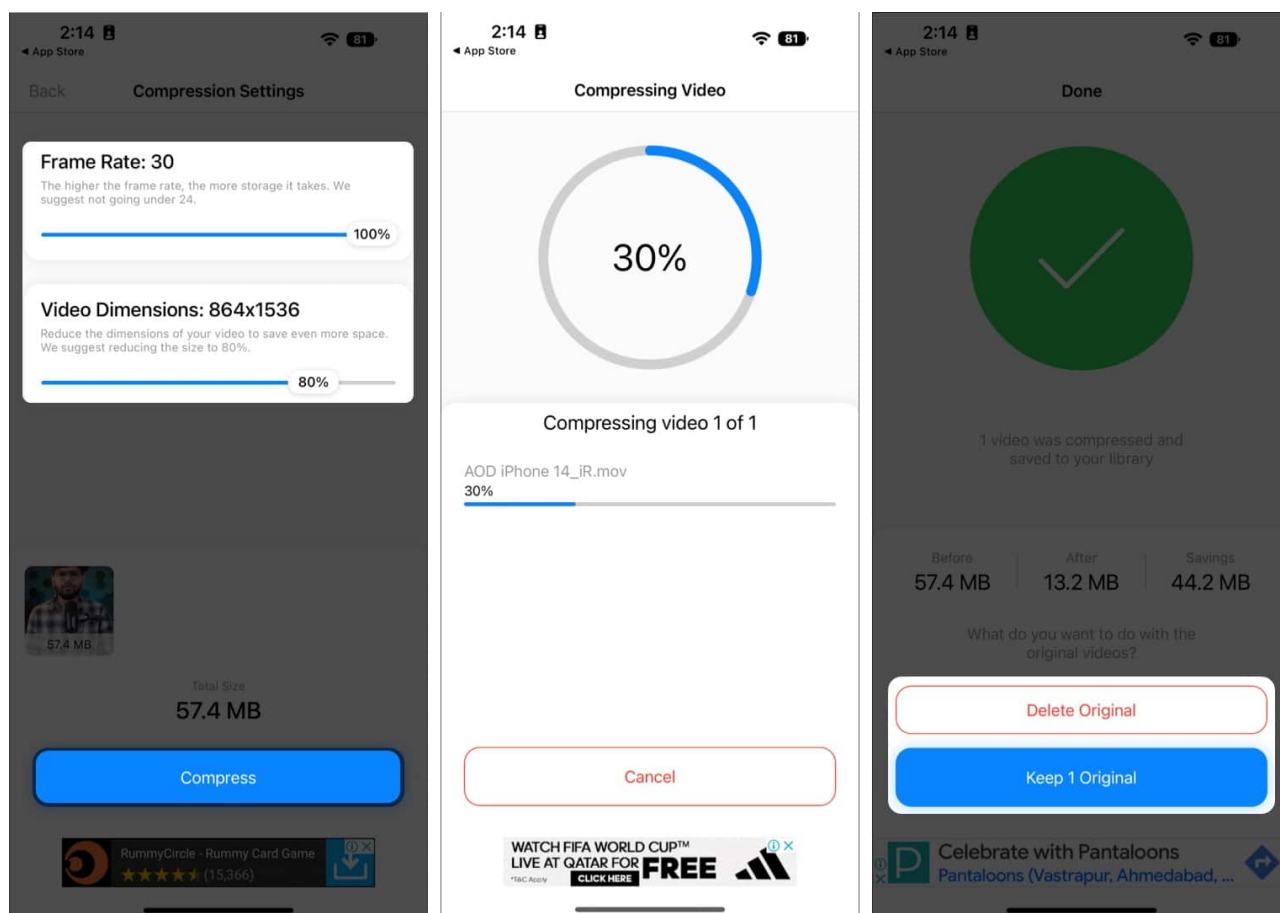 2:14
81
◀ App Store
Back
Compression Settings
Frame Rate: 30
The higher the frame rate, the more storage it takes. We
suggest not going under 24.
100%
Video Dimensions: 864x1536
Reduce the dimensions of your video to save even more space.
We suggest reducing the size to 80%.
80%
57.4 MB
Total Size
57.4 MB
Compress
RummyCircle - Rummy Card Game
(15,366)
2:14
81
◀ App Store
Compressing Video
30%
Compressing video 1 of 1
AOD iPhone 14_iR.mov
30%
Cancel
WATCH FIFA WORLD CUP™
LIVE AT QATAR FOR FREE
*T&C Apply
CLICK HERE
2:14
81
◀ App Store
Done
1 video was compressed and
saved to your library
Before
After
Savings
57.4 MB
13.2 MB
44.2 MB
What do you want to do with the
original videos?
Delete Original
Keep 1 Original
Celebrate with Pantaloons
Pantaloons (Vastrapur, Ahmedabad, ...